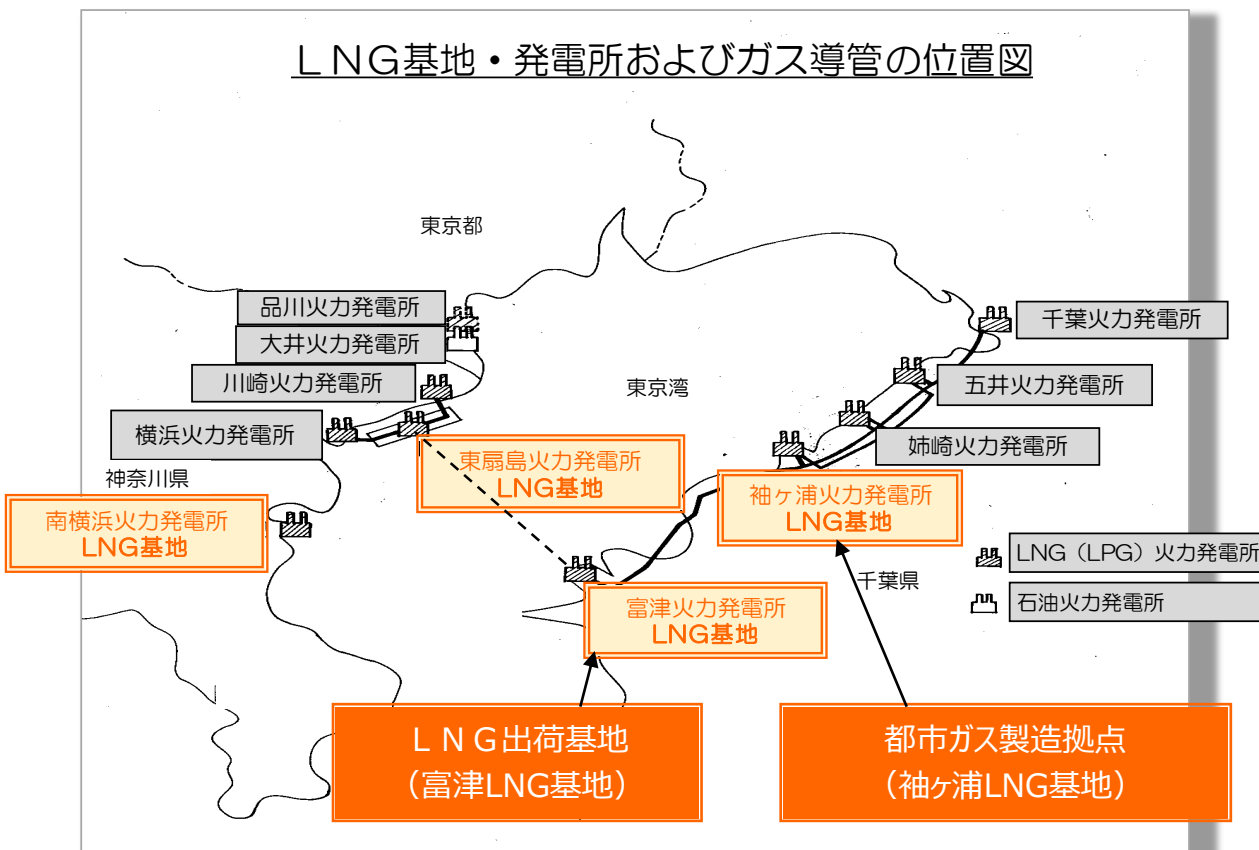 LNG基地・発電所およびガス導管の位置図
東京都
品川火力発電所
大井火力発電所
川崎火力発電所
横浜火力発電所
神奈川県
南横浜火力発電所
LNG基地
東京湾
東扇島火力発電所
LNG基地
千葉火力発電所
五井火力発電所
姉崎火力発電所
袖ヶ浦火力発電所
LNG基地
千葉県
富津火力発電所
LNG基地
LNG（LPG）火力発電所
石油火力発電所
LNG出荷基地
（富津LNG基地）
都市ガス製造拠点
（袖ヶ浦LNG基地）